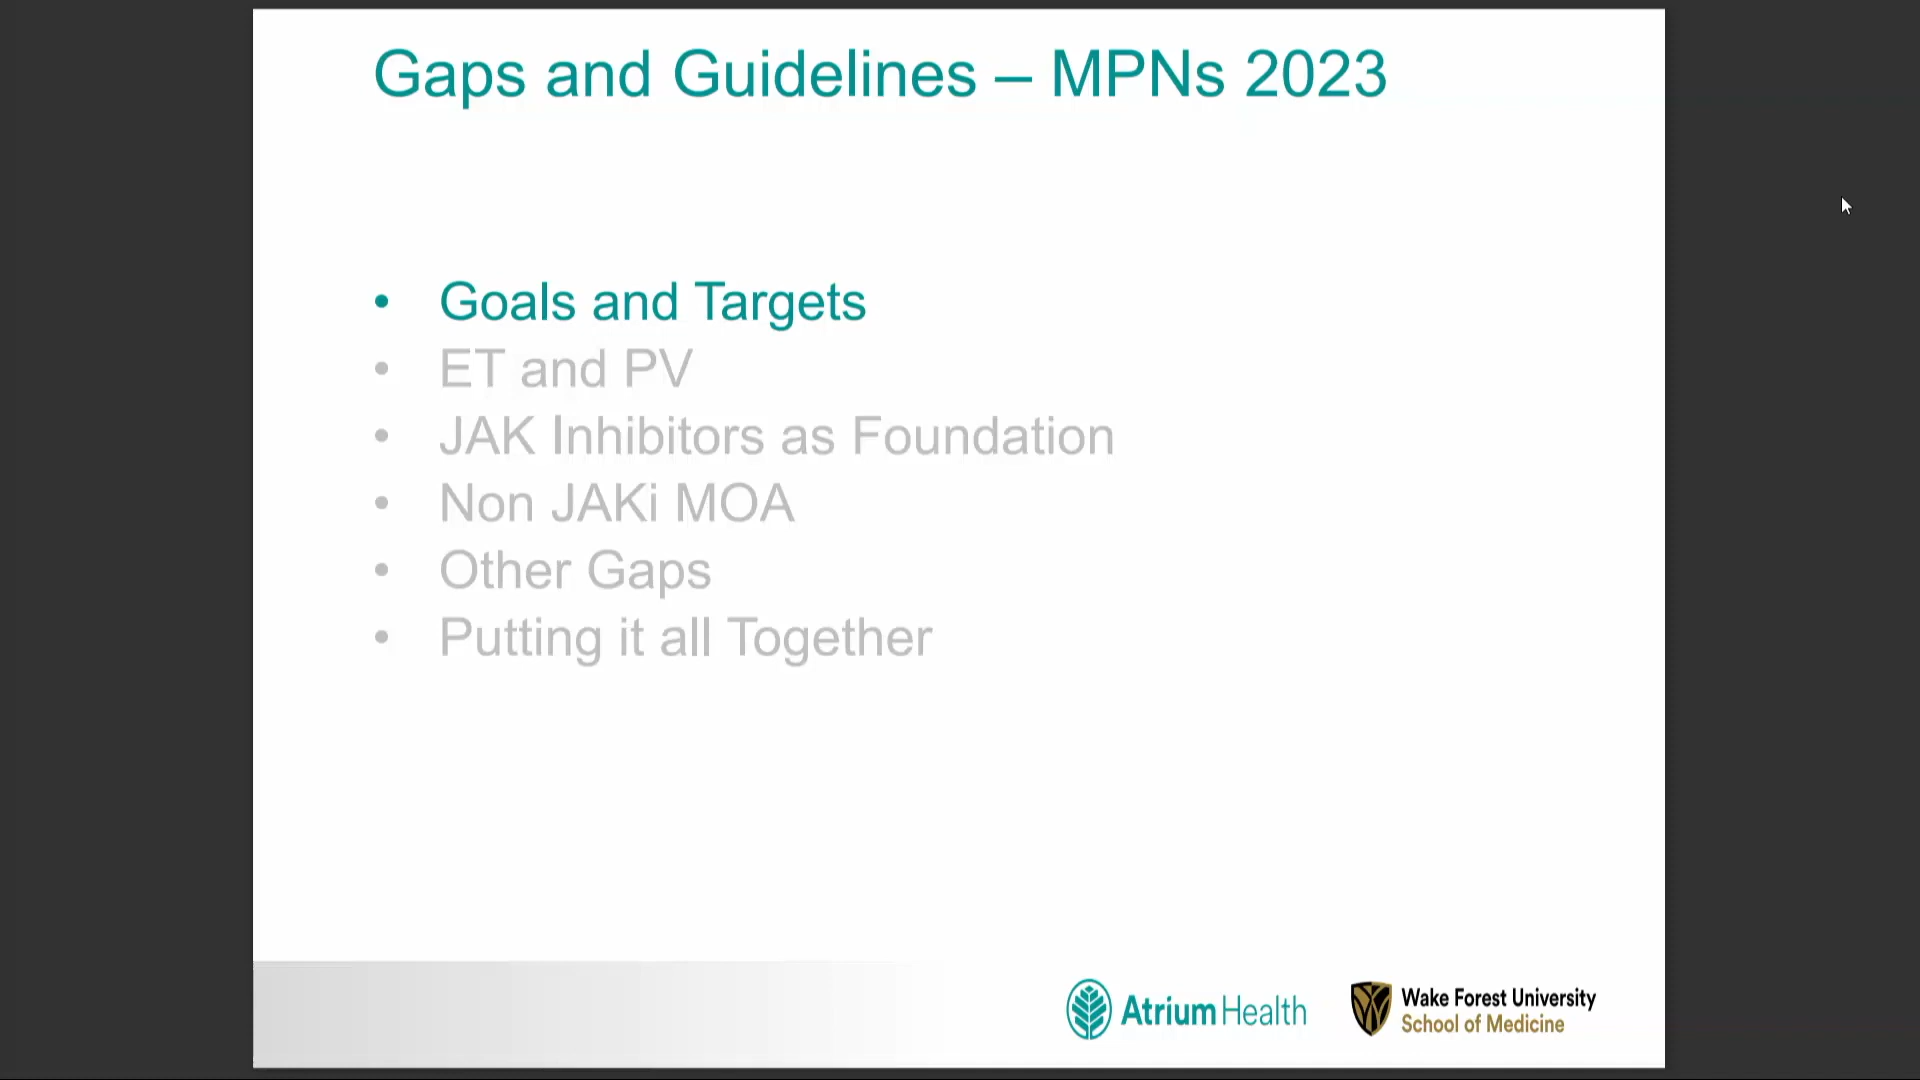 Gaps and Guidelines – MPNs 2023
• Goals and Targets
• ET and PV
• JAK Inhibitors as Foundation
• Non JAKi MOA
• Other Gaps
• Putting it all Together
Atrium Health
Wake Forest University
School of Medicine